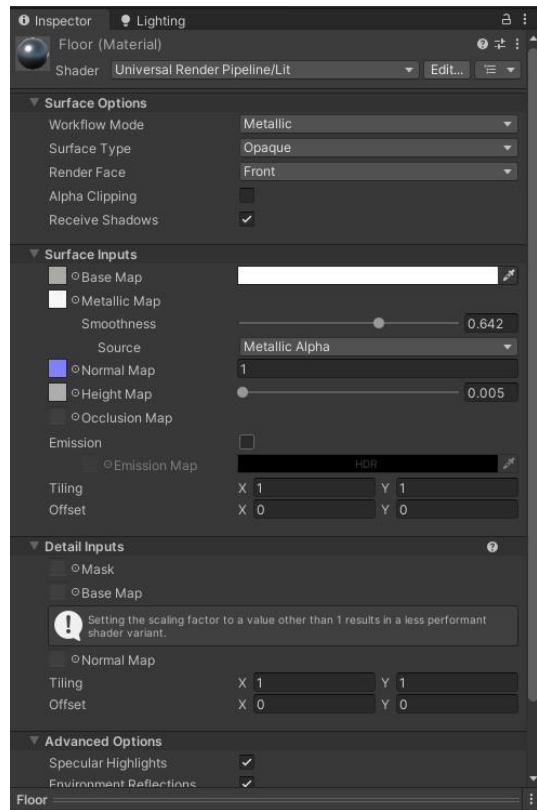 Inspector Lighting
Floor (Material)
Shader Universal Render Pipeline/Lit Edit...
Surface Options
Workflow Mode Metallic
Surface Type Opaque
Render Face Front
Alpha Clipping
Receive Shadows
Surface Inputs
Base Map
Metallic Map
Smoothness 0.642
Source Metallic Alpha
Normal Map 1
Height Map 0.005
Occlusion Map
Emission
Emission Map HDR
Tiling X 1 Y 1
Offset X 0 Y 0
Detail Inputs
Mask
Base Map
Setting the scaling factor to a value other than 1 results in a less performant
shader variant.
Normal Map
Tiling X 1 Y 1
Offset X 0 Y 0
Advanced Options
Specular Highlights
Environment Reflections
Floor